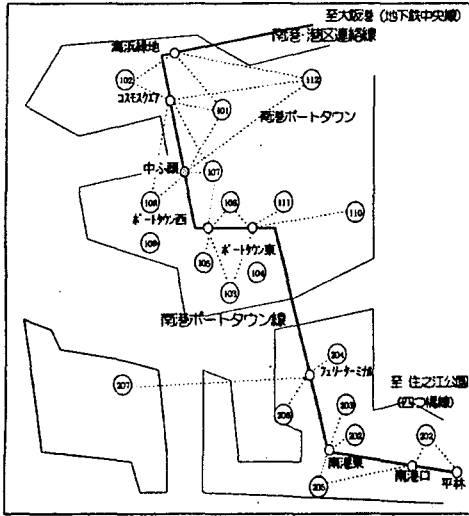 至大阪港（地下鉄中央線）
南港・港区連絡線
海浜緑地
102
112
コスモスクエア
101
南港ポートタウン
中ふ頭
107
108
106
111
110
ポートタウン西
109
ポートタウン東
105
104
103
南港ポートタウン線
204
至 住之江公園
(四つ橋線)
207
フェリーターミナル
206
203
202
202
南港東
南港口
平林
205